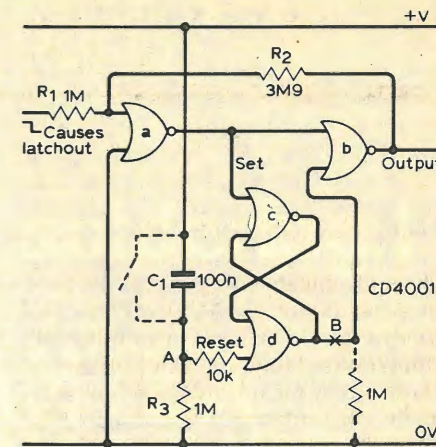 +V
R2
3M9
R1 1M
a
b
Causes
latchout
Set
Output
c
C1
100n
CD4001
Reset
B
d
A
10k
R3
1M
1M
0V